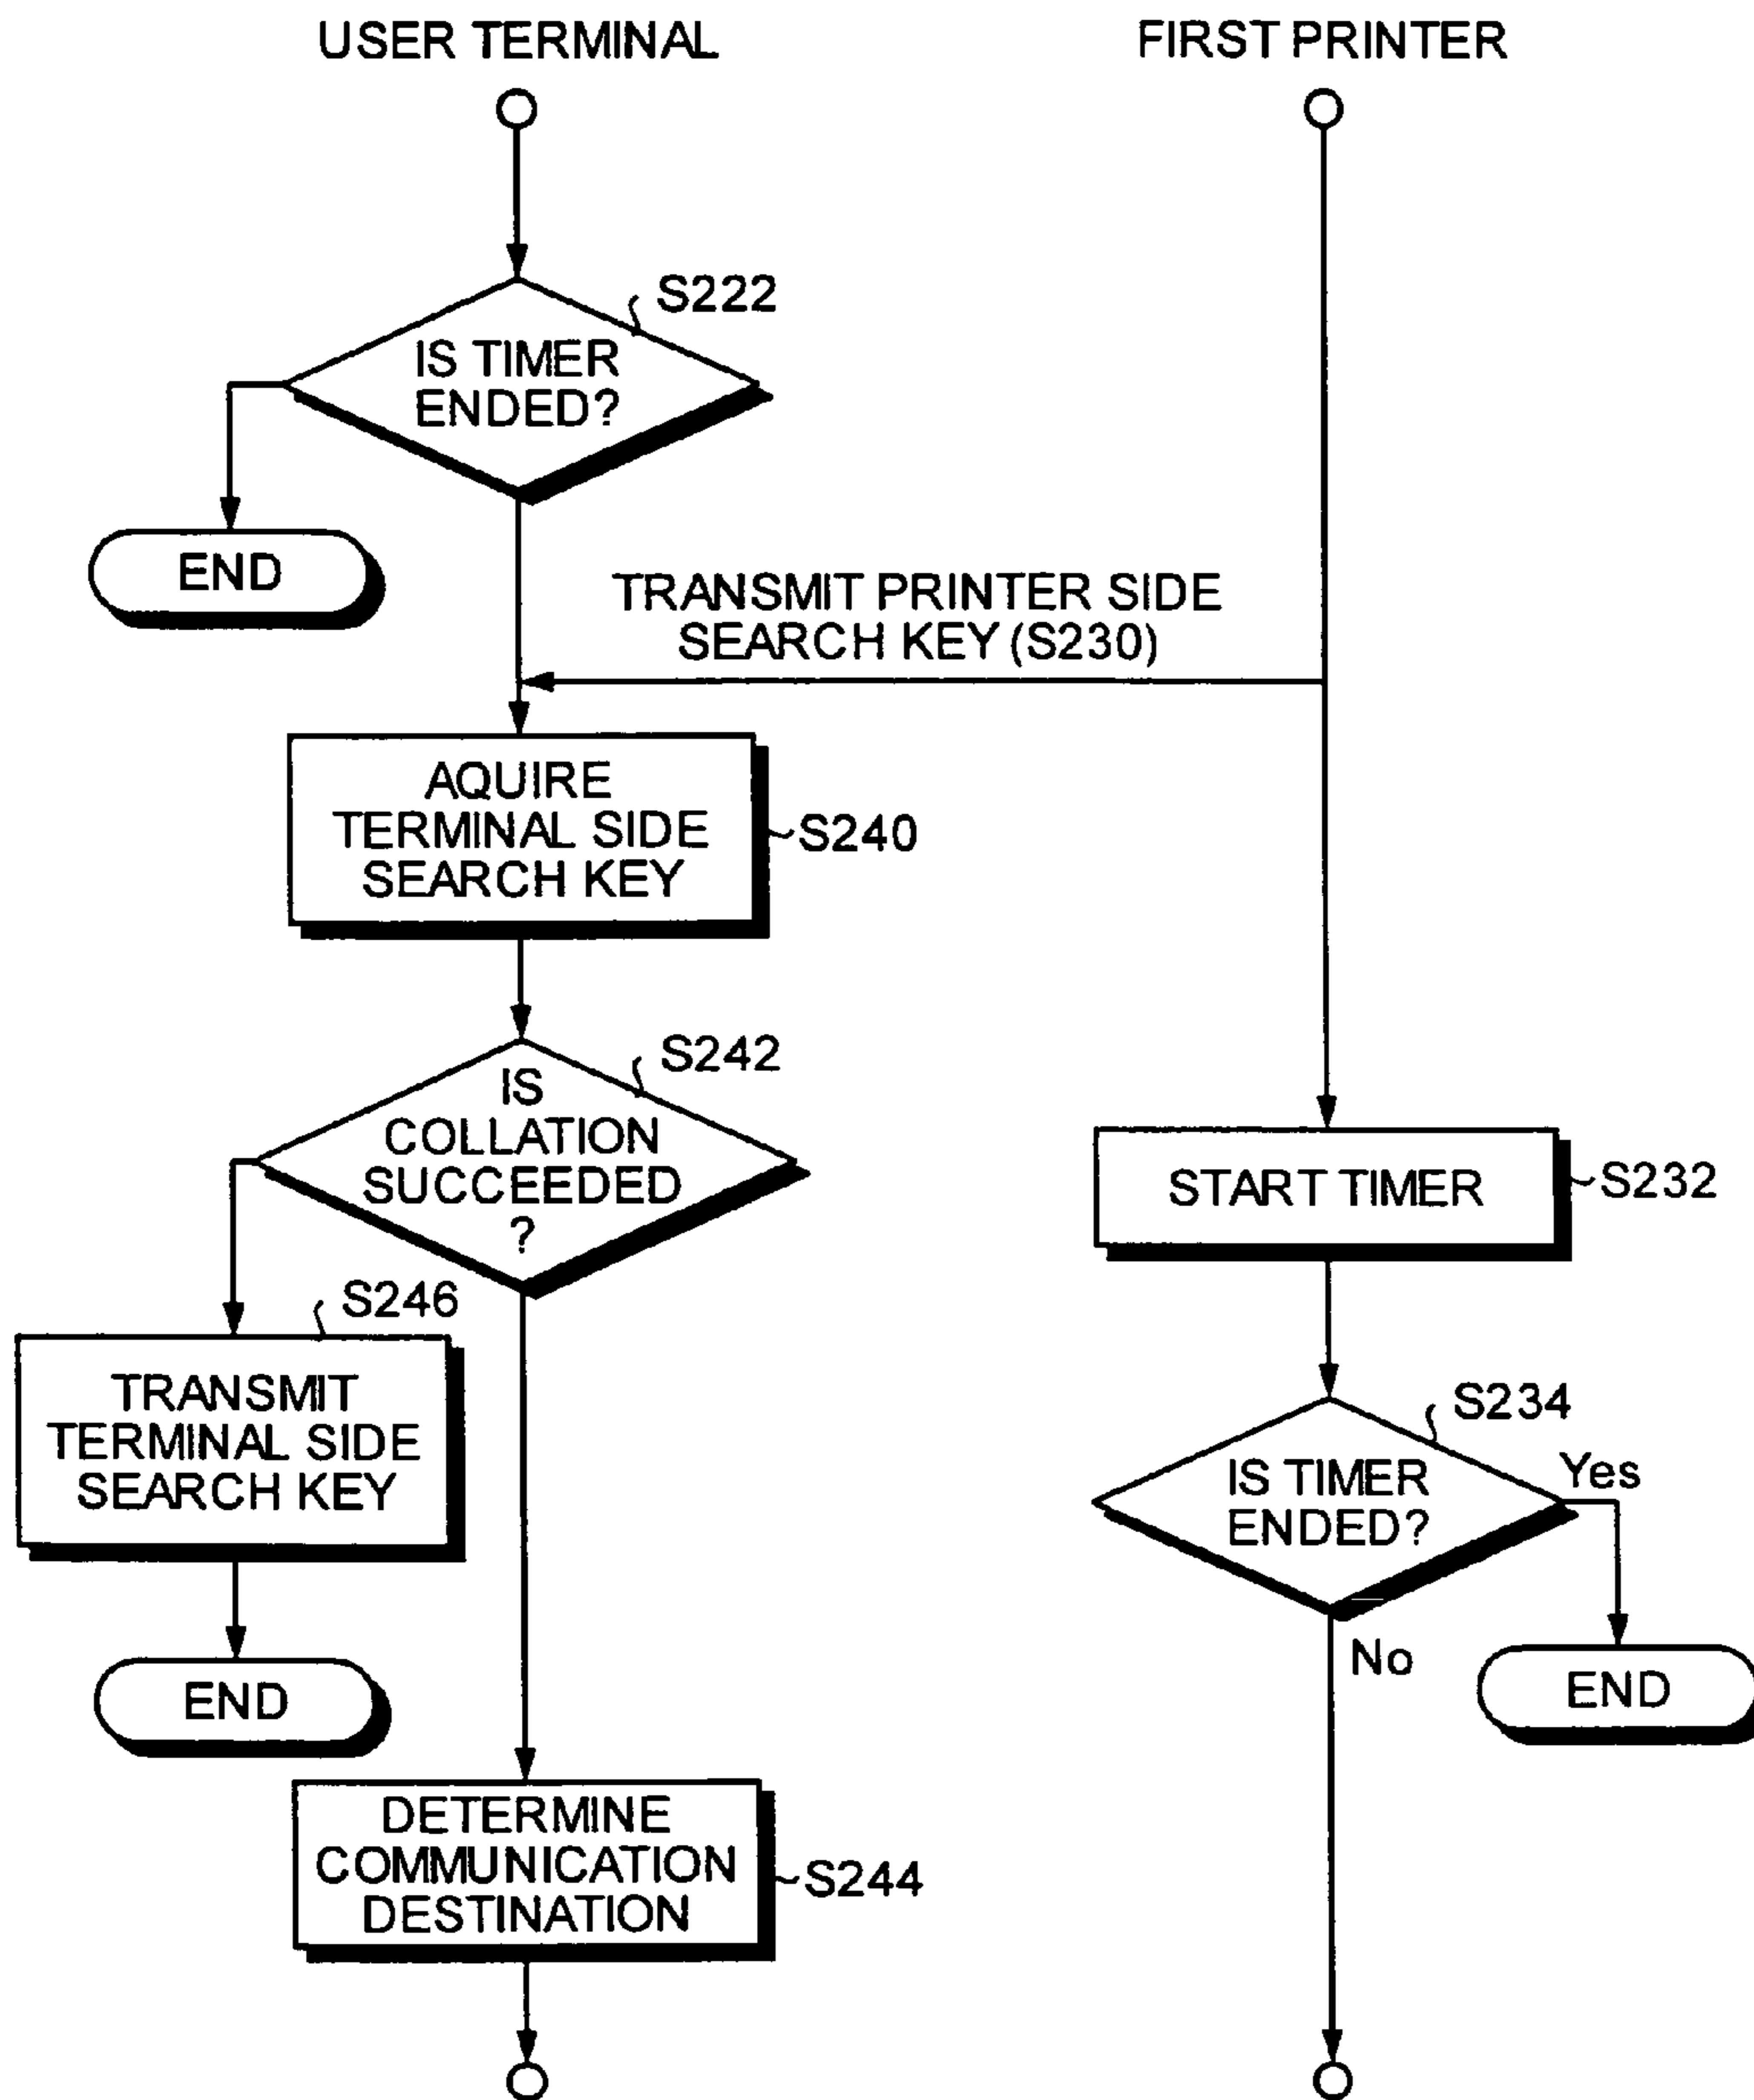 USER TERMINAL
FIRST PRINTER
S222
IS TIMER
ENDED?
END
TRANSMIT PRINTER SIDE
SEARCH KEY (S230)
AQUIRE
TERMINAL SIDE
SEARCH KEY
S240
S242
IS
COLLATION
SUCCEEDED
?
START TIMER
S232
S246
TRANSMIT
TERMINAL SIDE
SEARCH KEY
END
S234
IS TIMER
ENDED?
Yes
No
END
DETERMINE
COMMUNICATION
DESTINATION
S244